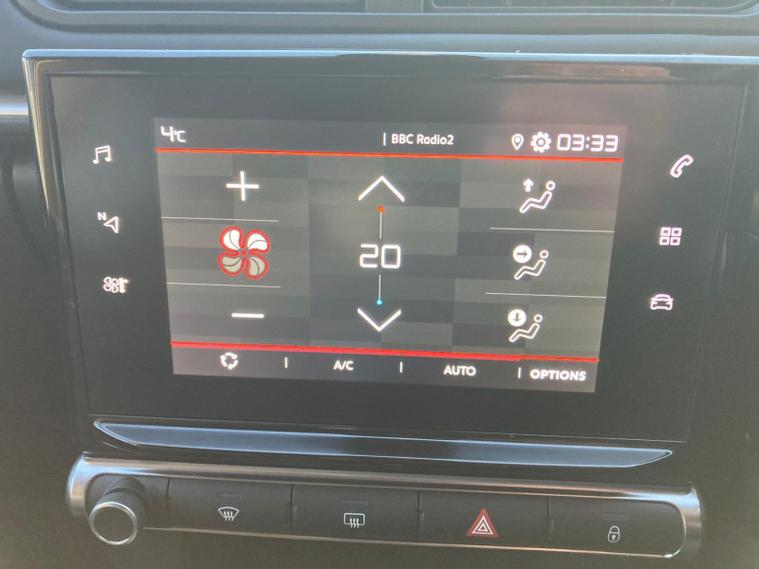 4°C | BBC Radio2 03:33
N
20
| A/C | AUTO | OPTIONS